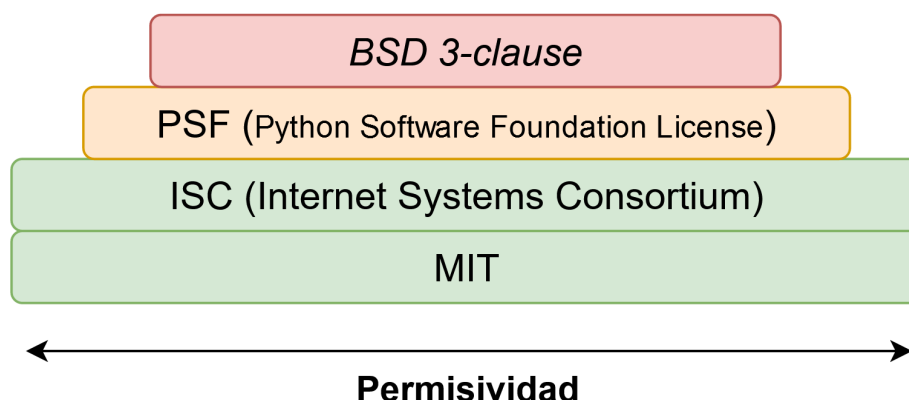 BSD 3-clause
PSF (Python Software Foundation License)
ISC (Internet Systems Consortium)
MIT
Permisividad